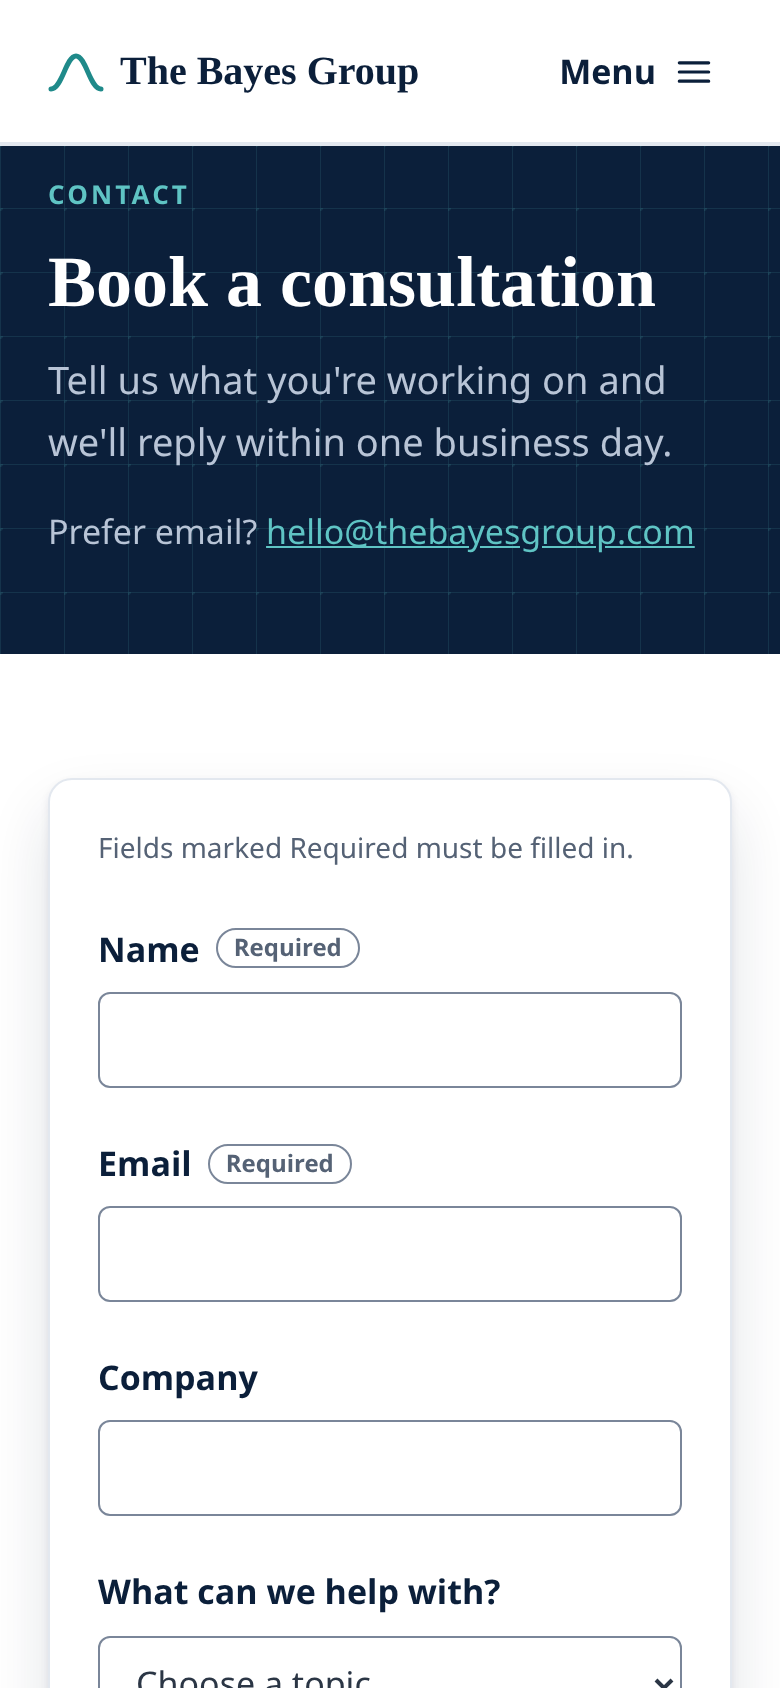 The Bayes Group
Menu
CONTACT
Book a consultation
Tell us what you're working on and
we'll reply within one business day.
Prefer email? hello@thebayesgroup.com
Fields marked Required must be filled in.
Name Required
Email Required
Company
What can we help with?
Choose a topic